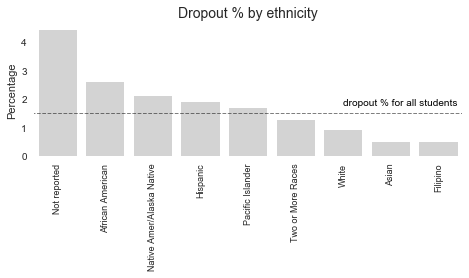 Dropout % by ethnicity
Percentage
4
3
2
1
0
dropout % for all students
Not reported
African American
Native Amer/Alaska Native
Hispanic
Pacific Islander
Two or More Races
White
Asian
Filipino